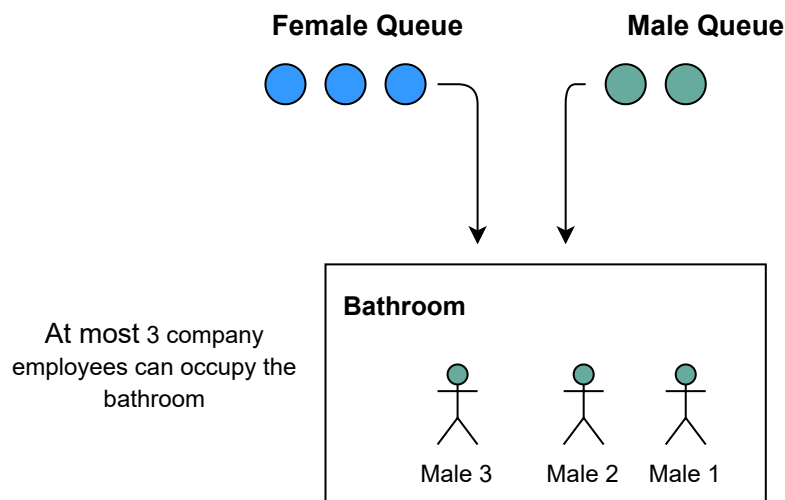 Female Queue
Male Queue
At most 3 company
employees can occupy the
bathroom
Bathroom
Male 3
Male 2
Male 1